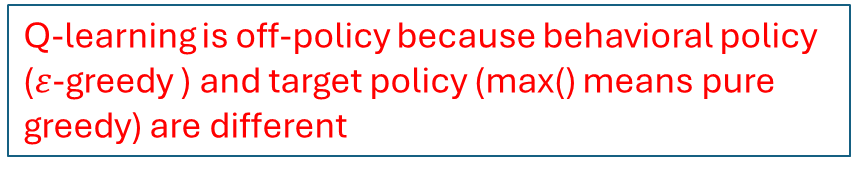 Q-learning is off-policy because behavioral policy
(ε-greedy ) and target policy (max() means pure
greedy) are different